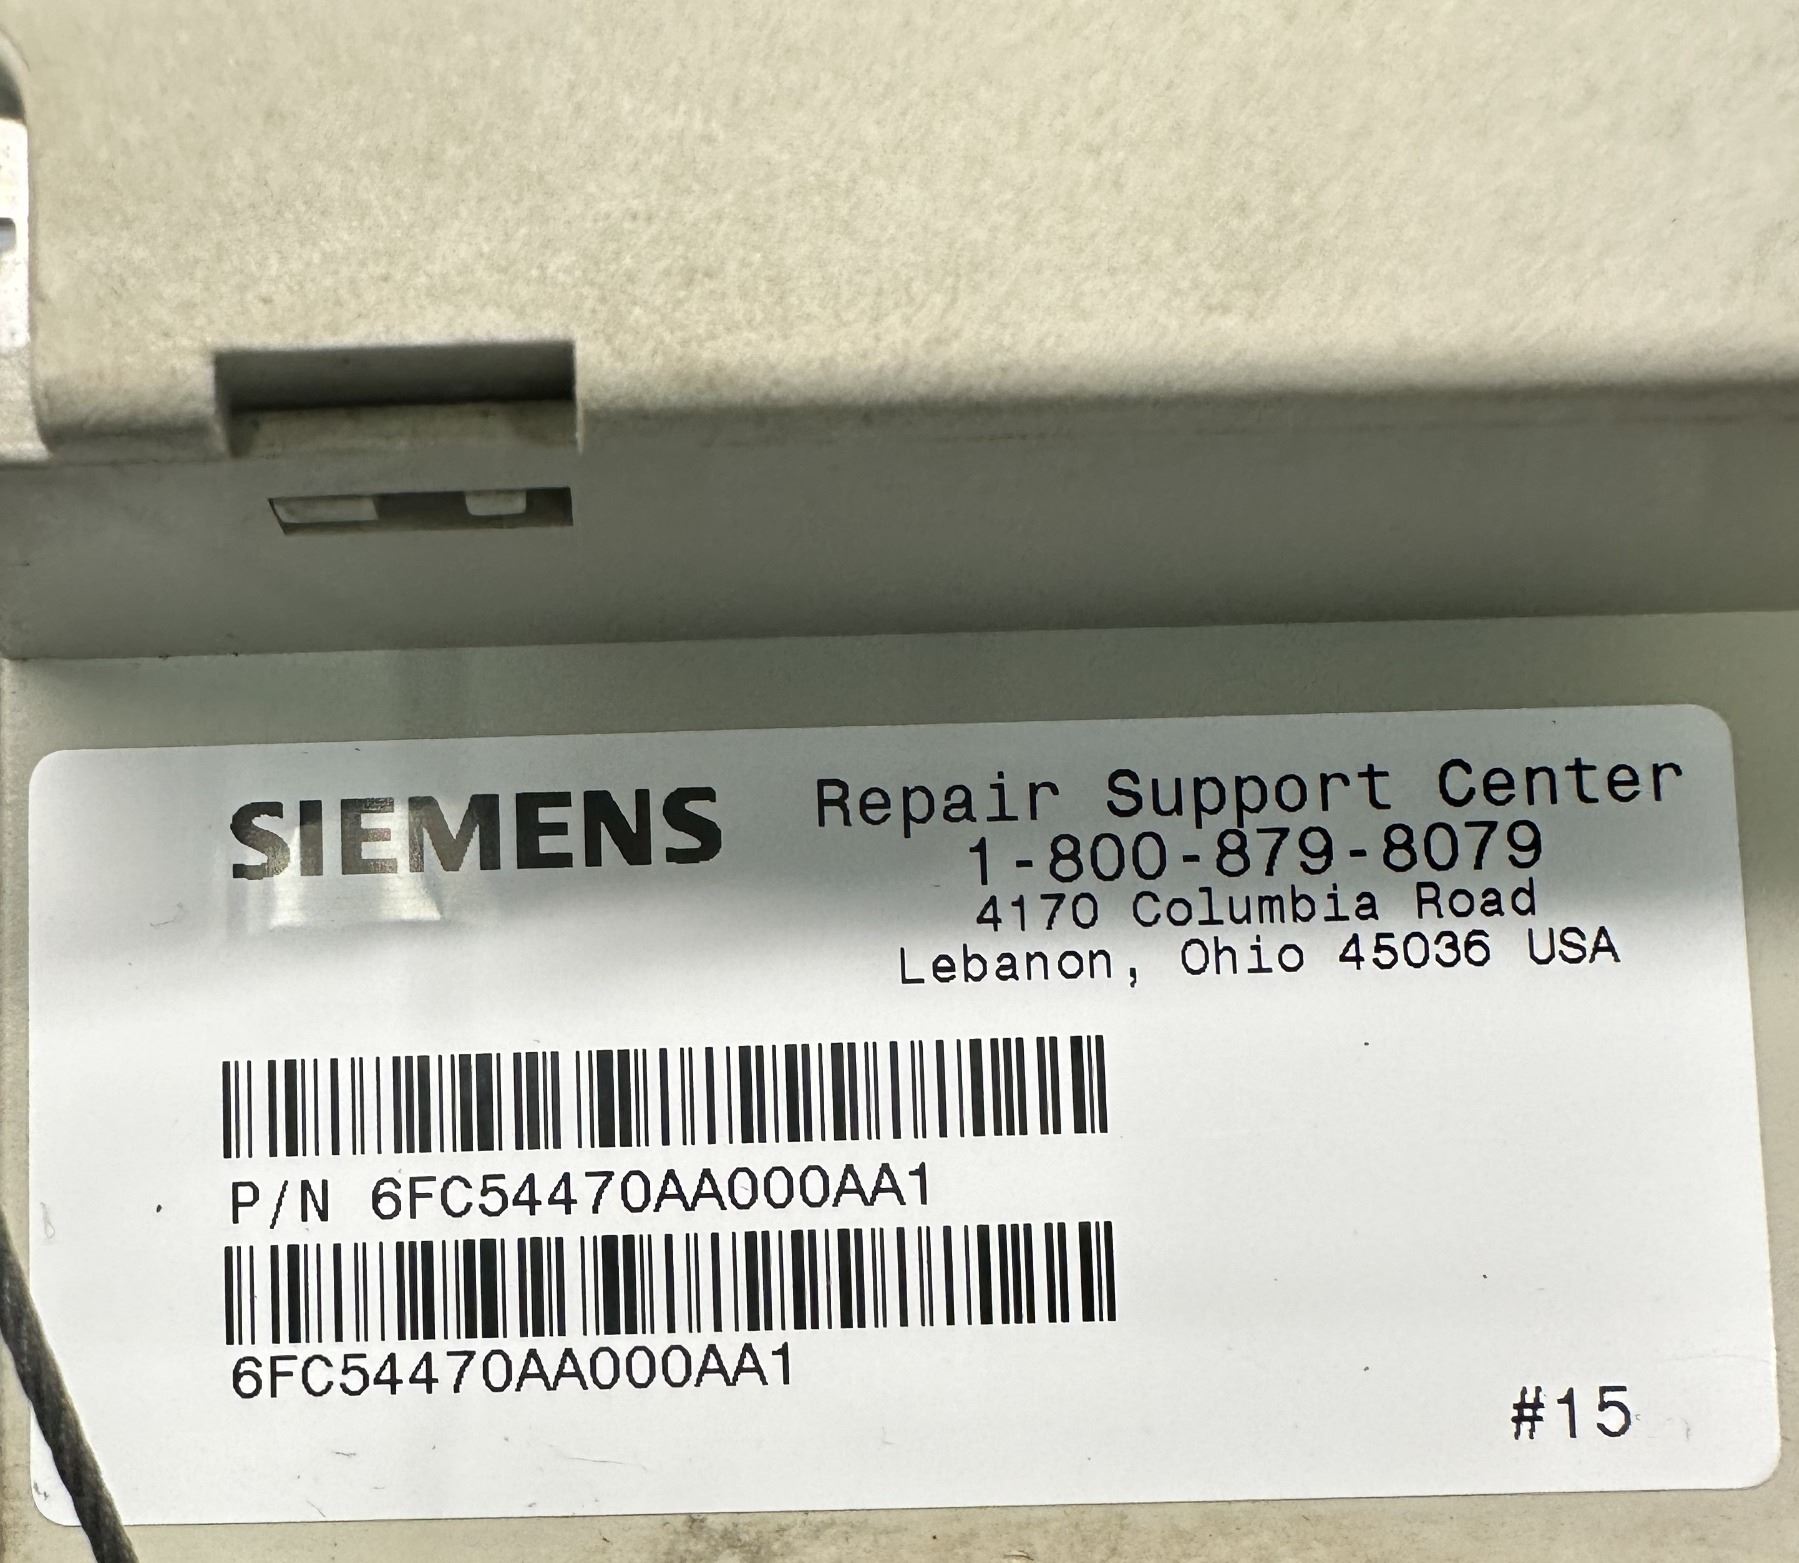 SIEMENS
Repair Support Center
1-800-879-8079
4170 Columbia Road
Lebanon, Ohio 45036 USA
P/N 6FC54470AA000AA1
6FC54470AA000AA1
#15